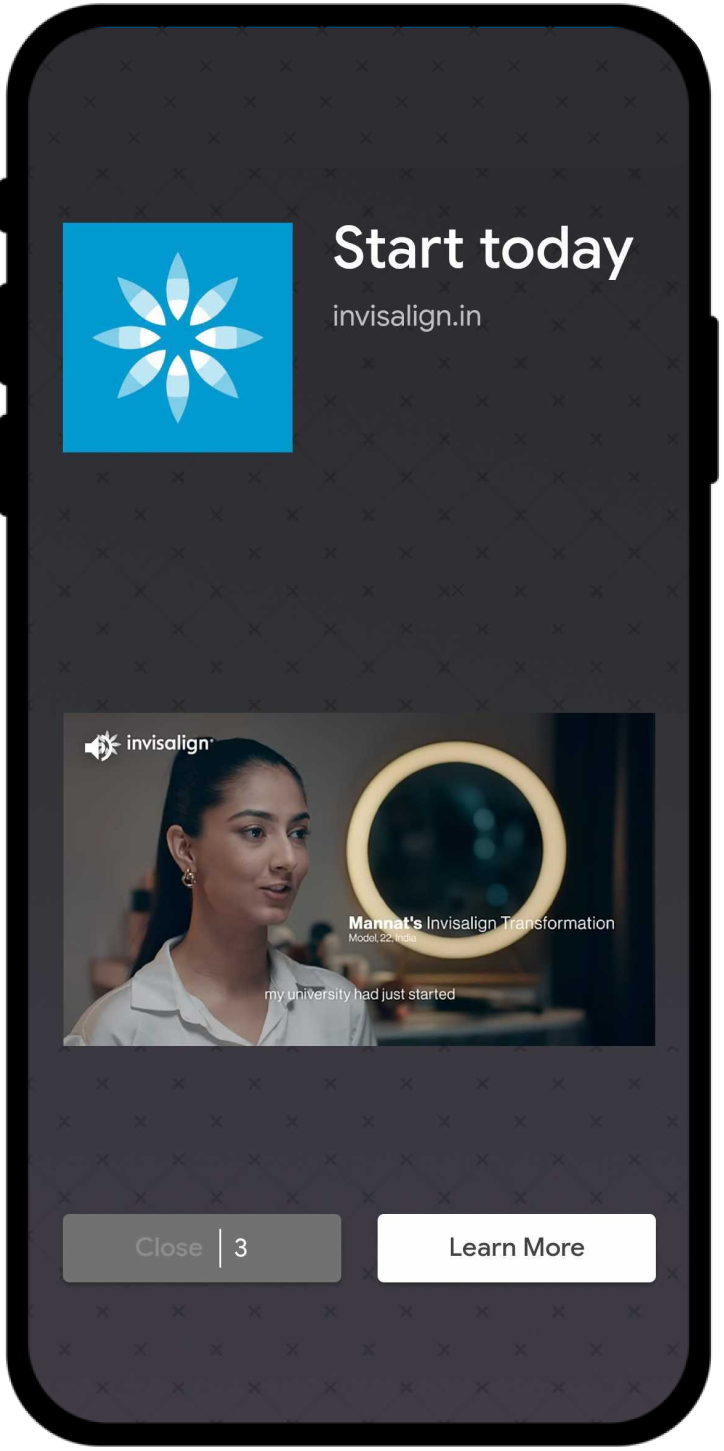 Start today
invisalign.in
invisalign
Mannat's Invisalign Transformation
Model, 22, India
my university had just started
Close | 3
Learn More